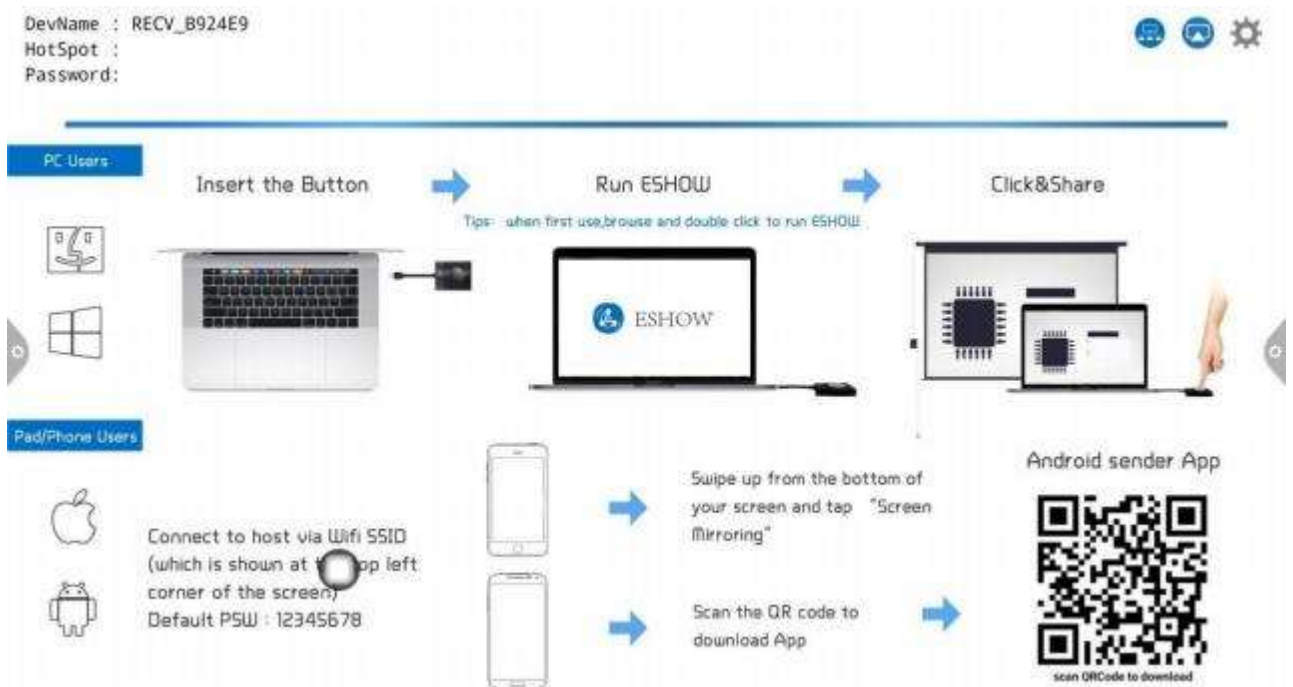 DevName : RECV_B924E9
HotSpot :
Password:
PC Users
Insert the Button
Run ESHOW
Click&Share
Tips: when first use,browse and double click to run ESHOW
ESHOW
Pad/Phone Users
Connect to host via Wifi SSID
(which is shown at top left
corner of the screen)
Default PSW : 12345678
Swipe up from the bottom of
your screen and tap "Screen
Mirroring"
Scan the QR code to
download App
Android sender App
scan QRCode to download